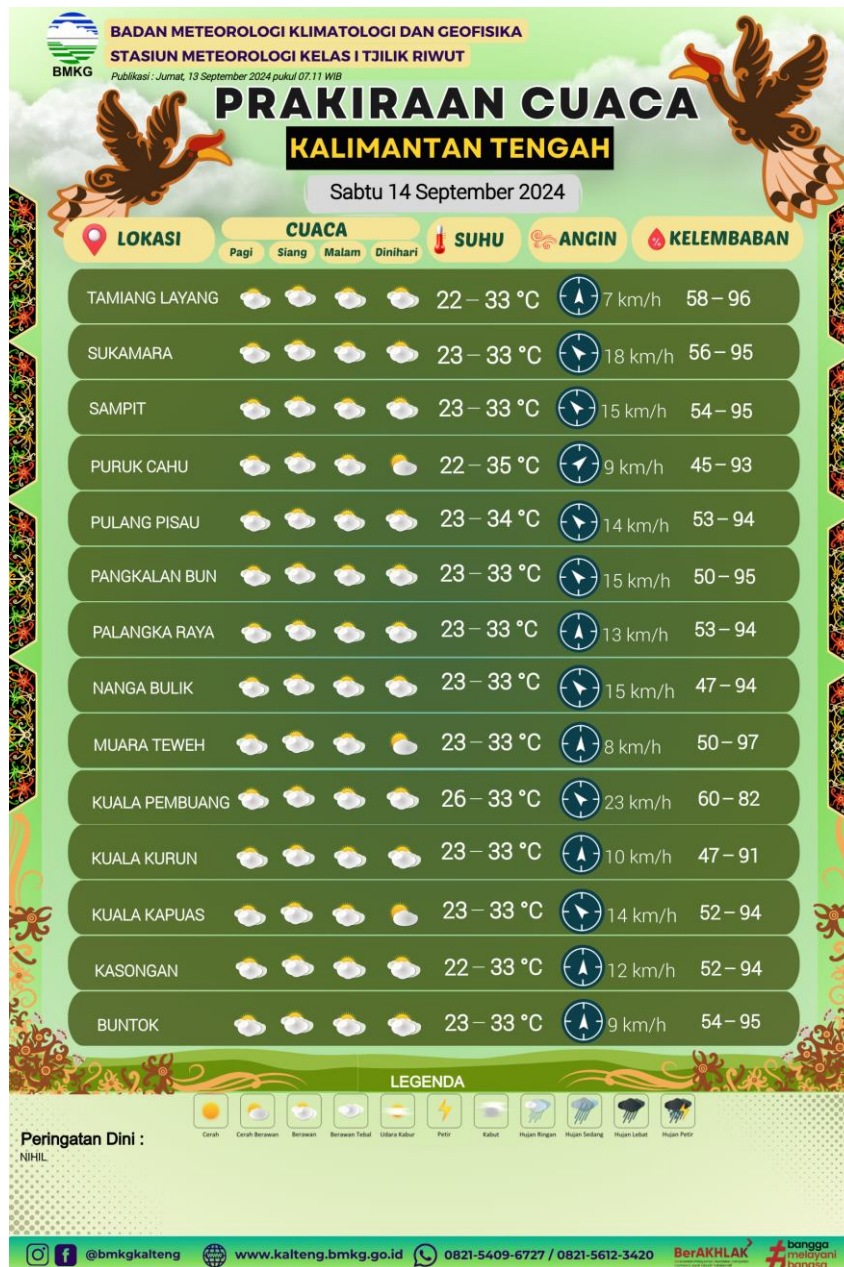 BADAN METEOROLOGI KLIMATOLOGI DAN GEOFISIKA
STASIUN METEOROLOGI KELAS I TJILIK RIWUT
BMKG
Publikasi : Jumat, 13 September 2024 pukul 07.11 WIB
PRAKIRAAN CUACA
KALIMANTAN TENGAH
Sabtu 14 September 2024
LOKASI CUACA SUHU ANGIN % KELEMBABAN
Pagi Siang Malam Dinihari
TAMIANG LAYANG 22 – 33 °C 7 km/h 58 – 96
SUKAMARA 23 – 33 °C 18 km/h 56 – 95
SAMPIT 23 – 33 °C 15 km/h 54 – 95
PURUK CAHU 22 – 35 °C 9 km/h 45 – 93
PULANG PISAU 23 – 34 °C 14 km/h 53 – 94
PANGKALAN BUN 23 – 33 °C 15 km/h 50 – 95
PALANGKA RAYA 23 – 33 °C 13 km/h 53 – 94
NANGA BULIK 23 – 33 °C 15 km/h 47 – 94
MUARA TEWEH 23 – 33 °C 8 km/h 50 – 97
KUALA PEMBUANG 26 – 33 °C 23 km/h 60 – 82
KUALA KURUN 23 – 33 °C 10 km/h 47 – 91
KUALA KAPUAS 23 – 33 °C 14 km/h 52 – 94
KASONGAN 22 – 33 °C 12 km/h 52 – 94
BUNTOK 23 – 33 °C 9 km/h 54 – 95
LEGENDA
Cerah Cerah Berawan Berawan Berawan Tebal Udara Kabur Petir Kabut Hujan Ringan Hujan Sedang Hujan Lebat Hujan Petir
Peringatan Dini :
NIHIL
@bmkgkalteng www.kalteng.bmkg.go.id 0821-5409-6727 / 0821-5612-3420 BerAKHLAK
#bangga
melayani
bangsa